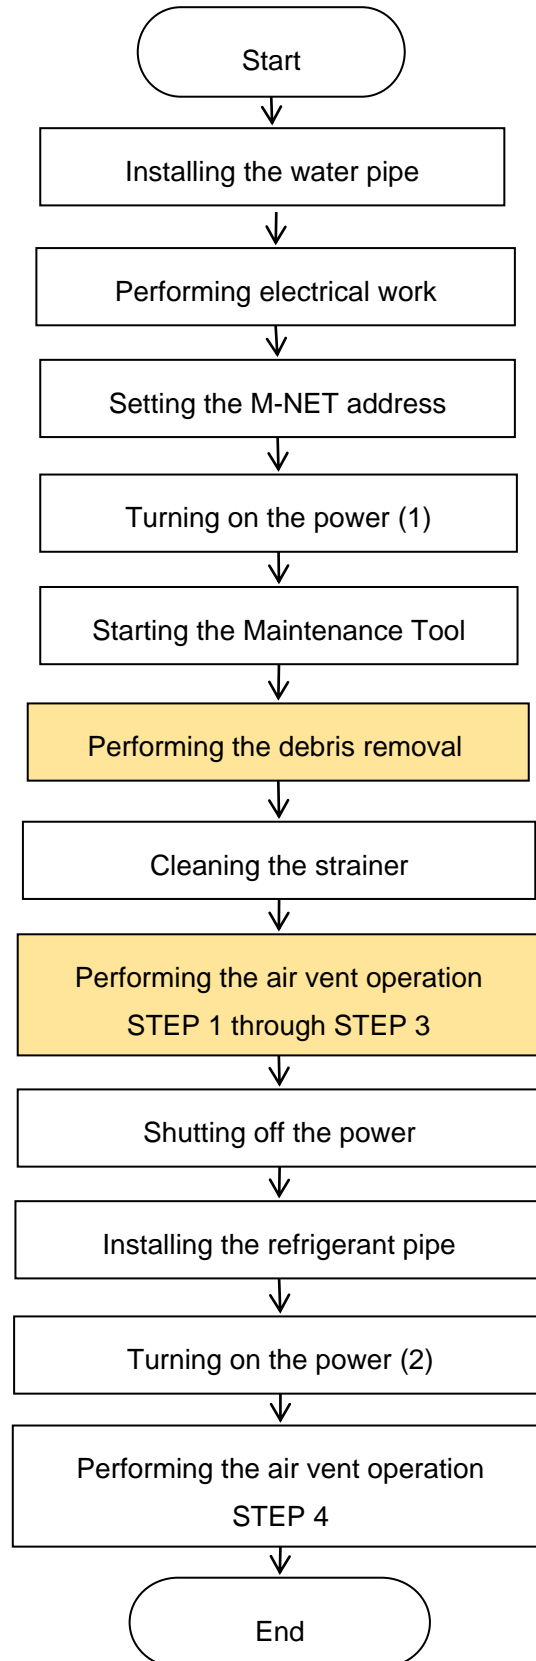 Start
Installing the water pipe
Performing electrical work
Setting the M-NET address
Turning on the power (1)
Starting the Maintenance Tool
Performing the debris removal
Cleaning the strainer
Performing the air vent operation
STEP 1 through STEP 3
Shutting off the power
Installing the refrigerant pipe
Turning on the power (2)
Performing the air vent operation
STEP 4
End